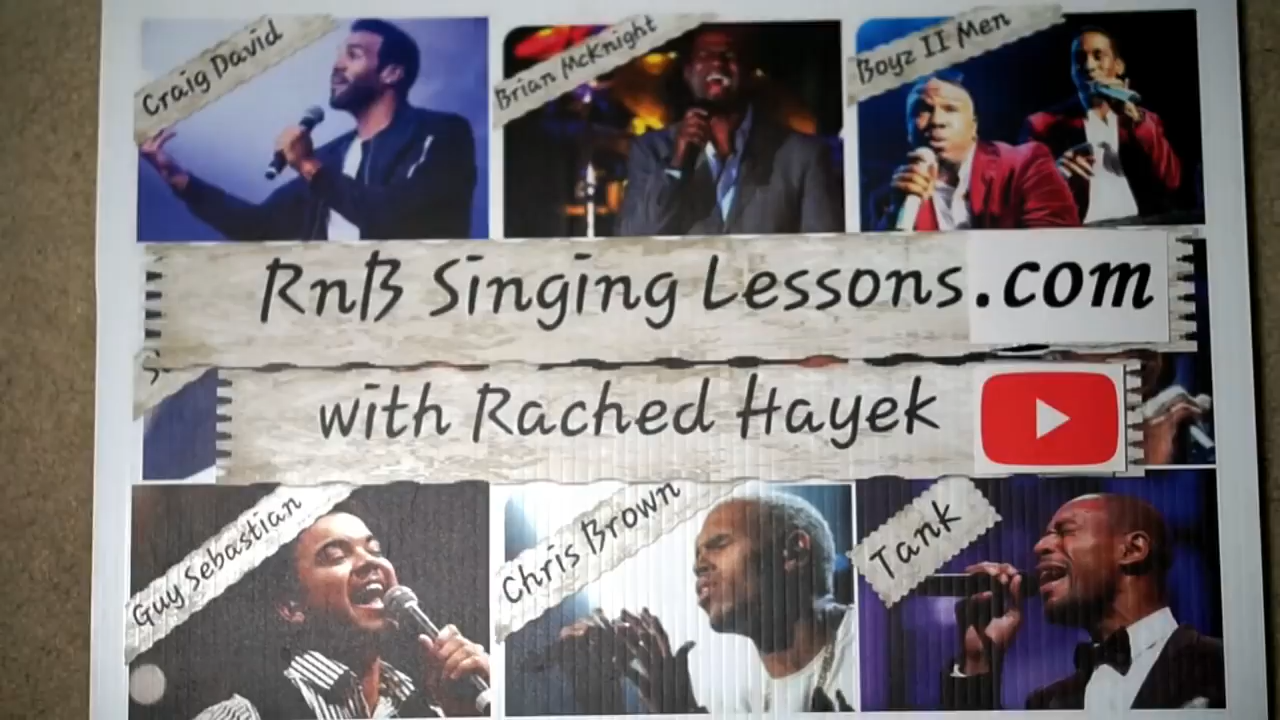 Craig David
Brian McKnight
Boyz II Men
RnB Singing Lessons.com
with Rached Hayek
Guy Sebastian
Chris Brown
Tank